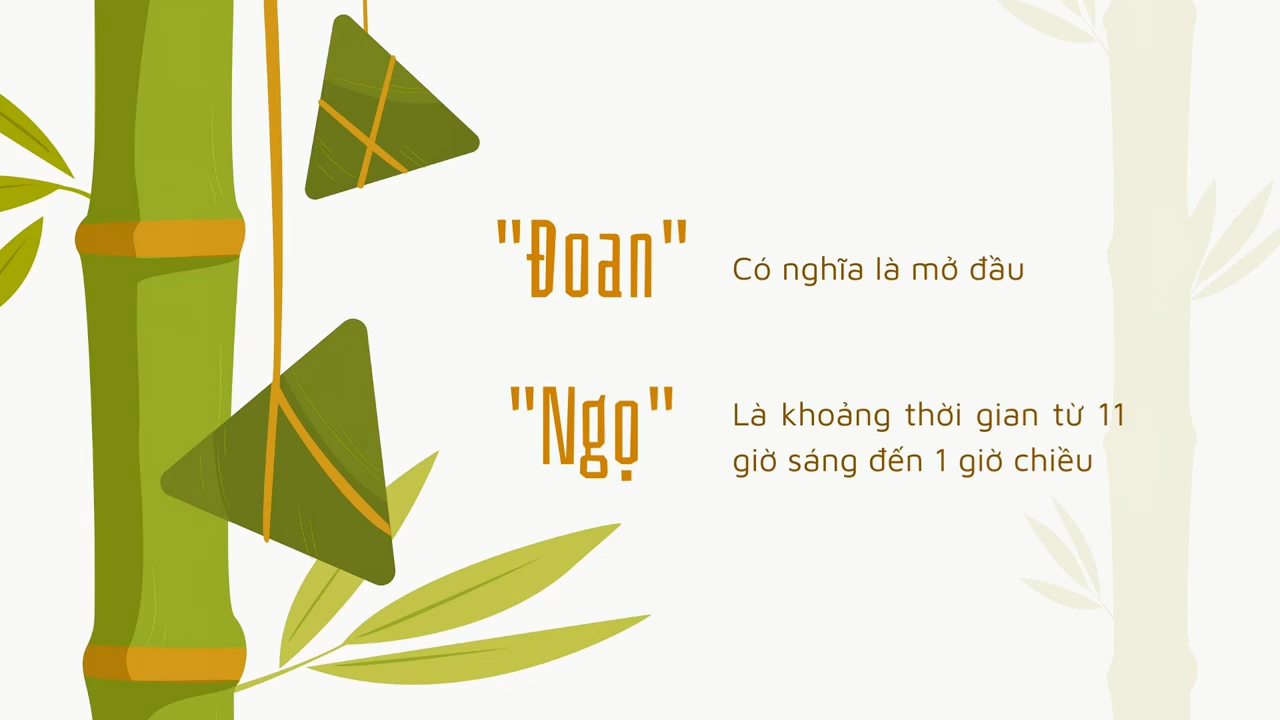 "Đoan"
Có nghĩa là mở đầu
"Ngọ"
Là khoảng thời gian từ 11
giờ sáng đến 1 giờ chiều